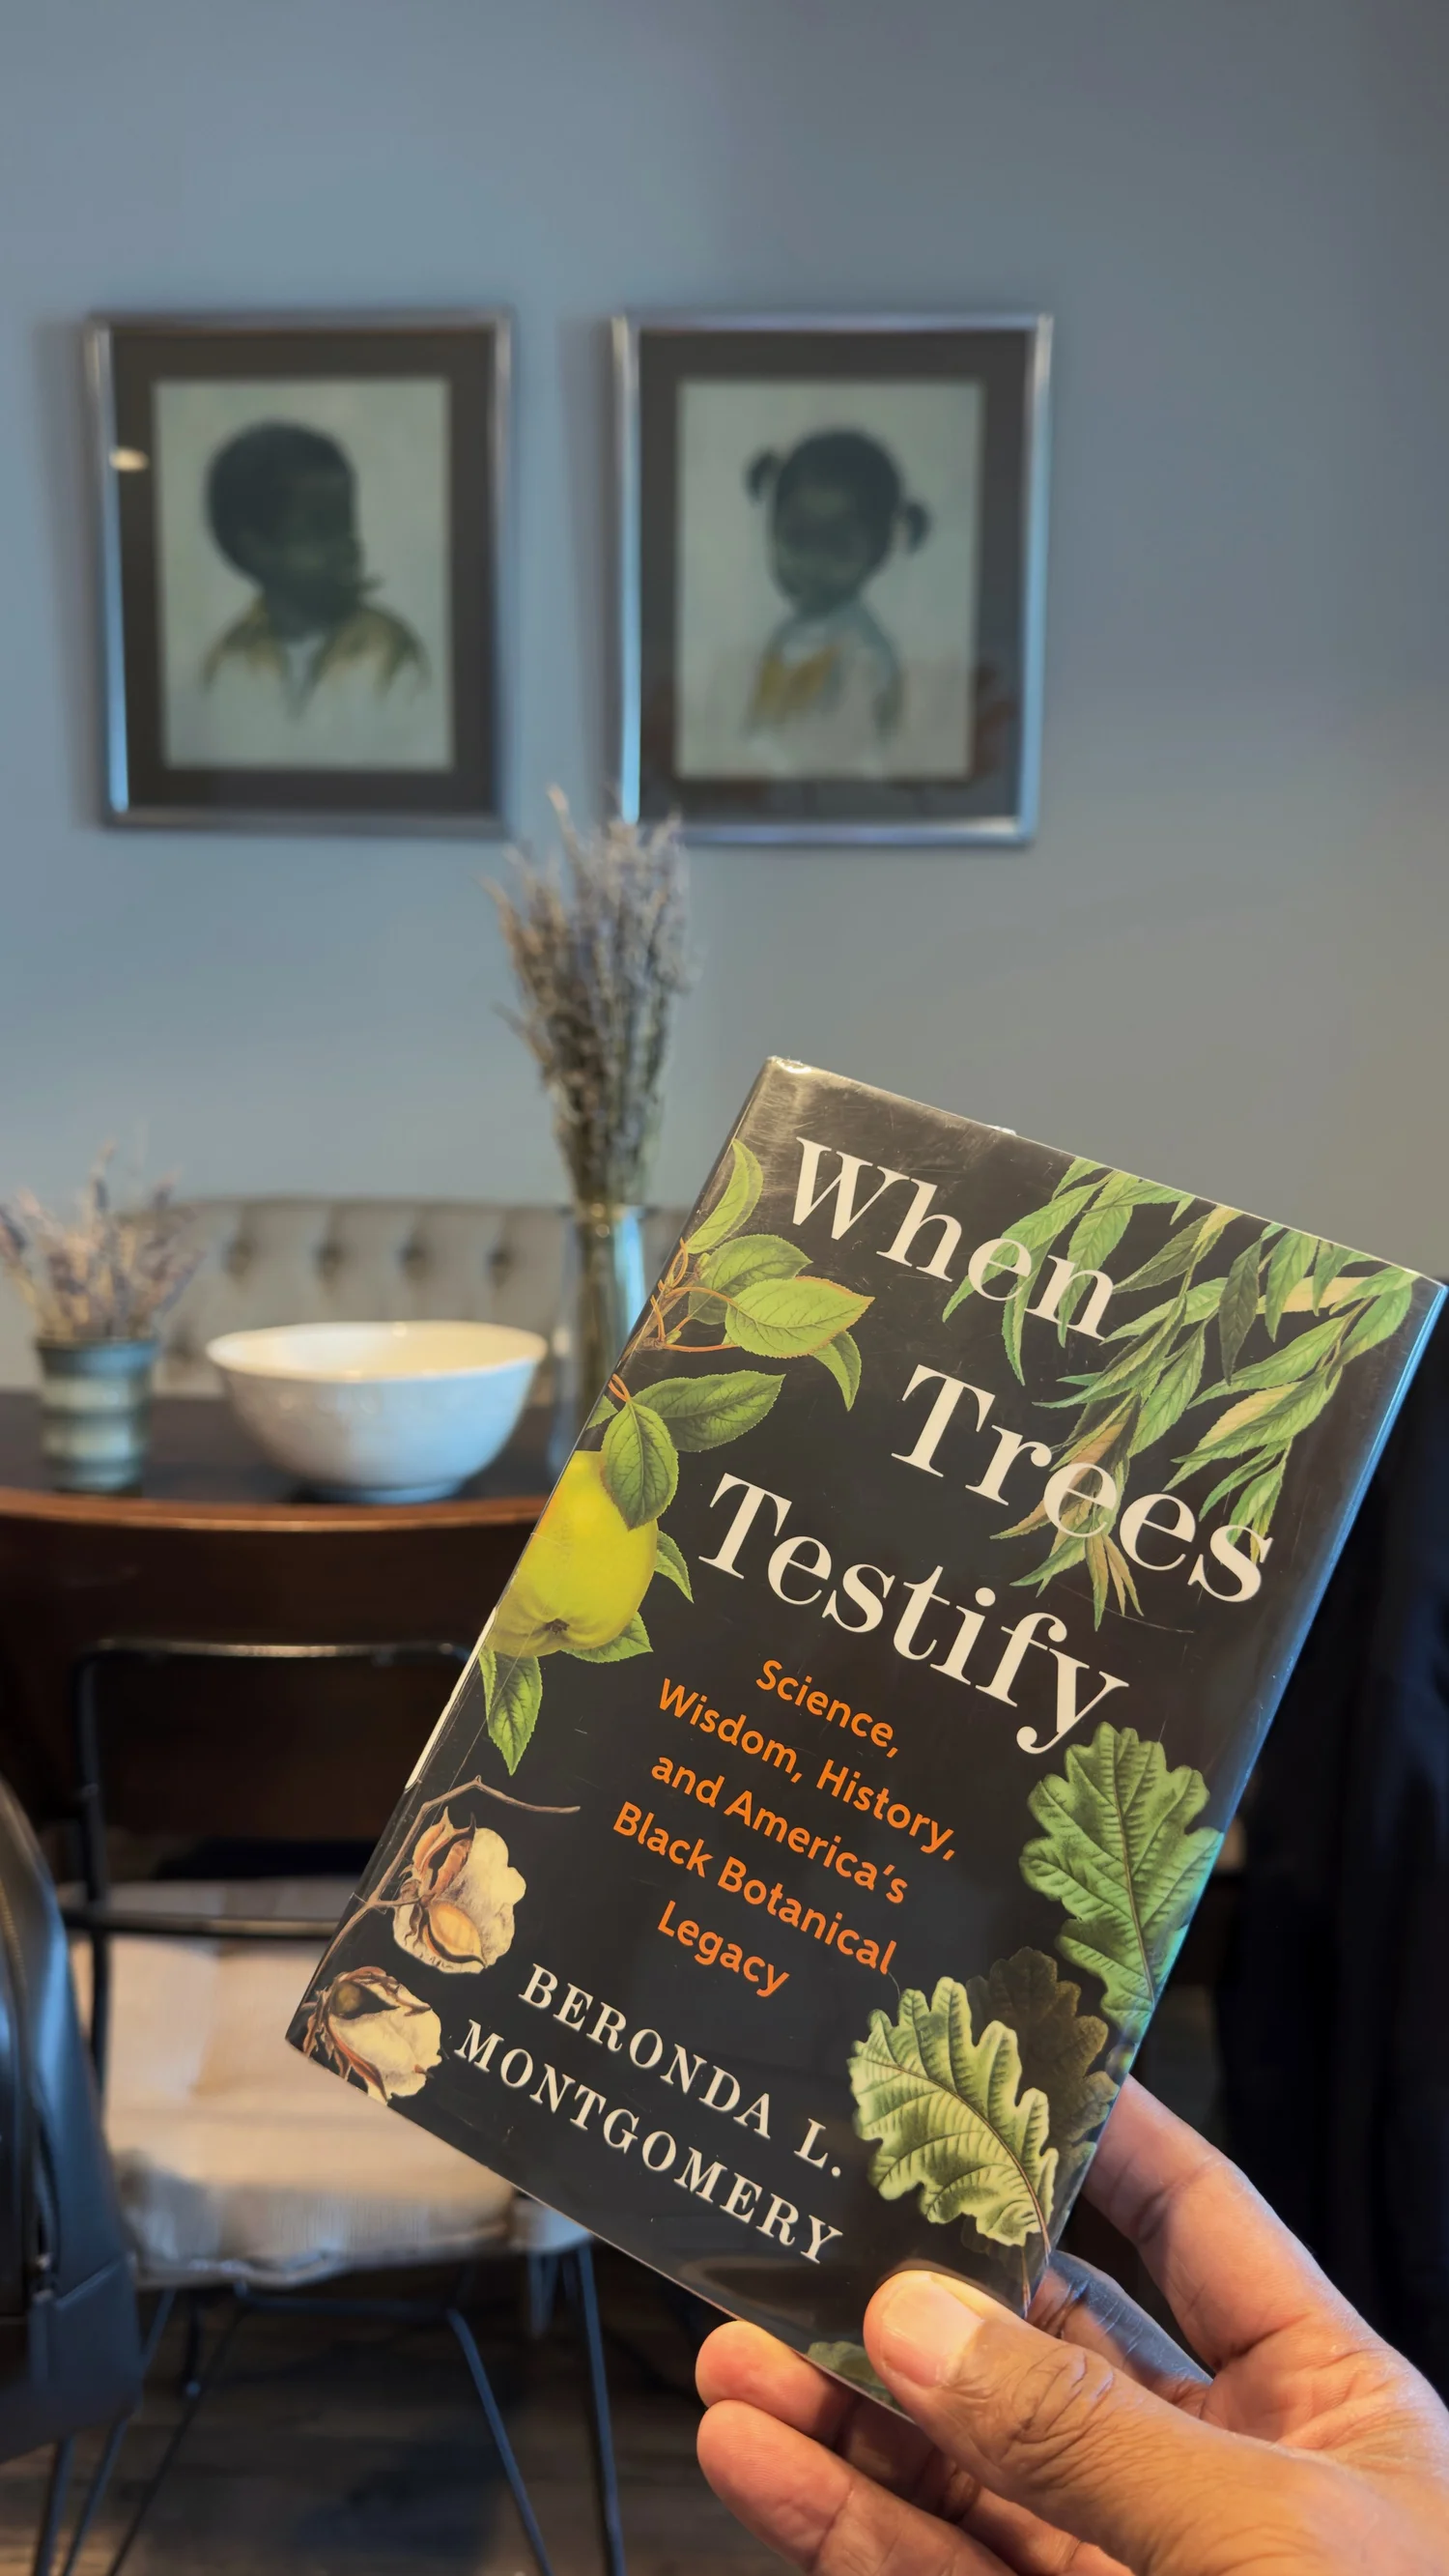 When
Trees
Testify
Science,
Wisdom, History,
and America's
Black Botanical
Legacy
BERONDA L.
MONTGOMERY